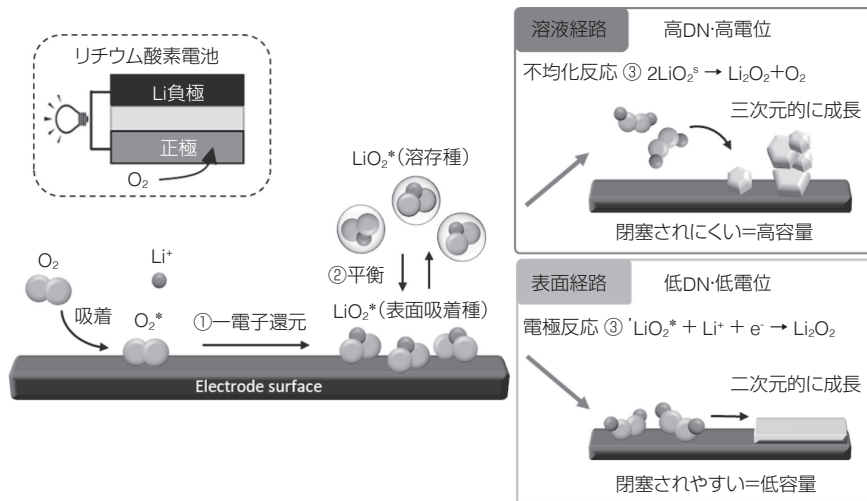 リチウム酸素電池
Li負極
正極
O₂
O₂
Li⁺
吸着
O₂*
①一電子還元
LiO₂*(溶存種)
②平衡
LiO₂*(表面吸着種)
Electrode surface
溶液経路 高DN·高電位
不均化反応 ③ 2LiO₂ˢ → Li₂O₂+O₂
三次元的に成長
閉塞されにくい=高容量
表面経路 低DN·低電位
電極反応 ③ 'LiO₂* + Li⁺ + e⁻ → Li₂O₂
二次元的に成長
閉塞されやすい=低容量